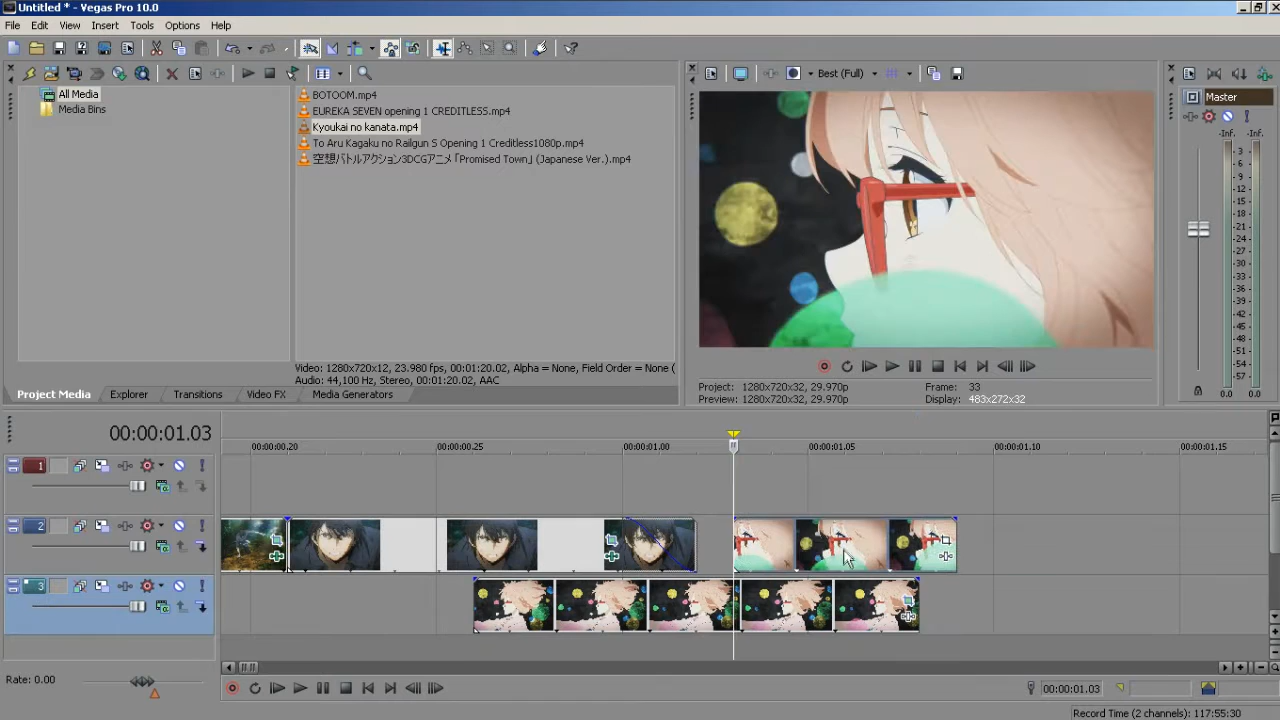 Untitled * - Vegas Pro 10.0
File Edit View Insert Tools Options Help
All Media
Media Bins
BOTOOM.mp4
EUREKA SEVEN opening 1 CREDITLESS.mp4
Kyoukai no kanata.mp4
To Aru Kagaku no Railgun S Opening 1 Creditless1080p.mp4
空想バトルアクション3DCGアニメ「Promised Town」(Japanese Ver.).mp4
Video: 1280x720x12, 23.980 fps, 00:01:20.02, Alpha = None, Field Order = None (
Audio: 44,100 Hz, Stereo, 00:01:20.02, AAC
Project Media Explorer Transitions Video FX Media Generators
Best (Full)
Project: 1280x720x32, 29.970p Frame: 33
Preview: 1280x720x32, 29.970p Display: 483x272x32
Master
-Inf. -Inf.
3
6
9
12
15
18
21
24
27
30
33
36
39
42
45
48
51
54
57
0.0 0.0
00:00:01.03
00:00:00.20 00:00:00.25 00:00:01.00 00:00:01.05 00:00:01.10 00:00:01.15
1
2
3
Rate: 0.00
00:00:01.03
Record Time (2 channels): 117:55:30